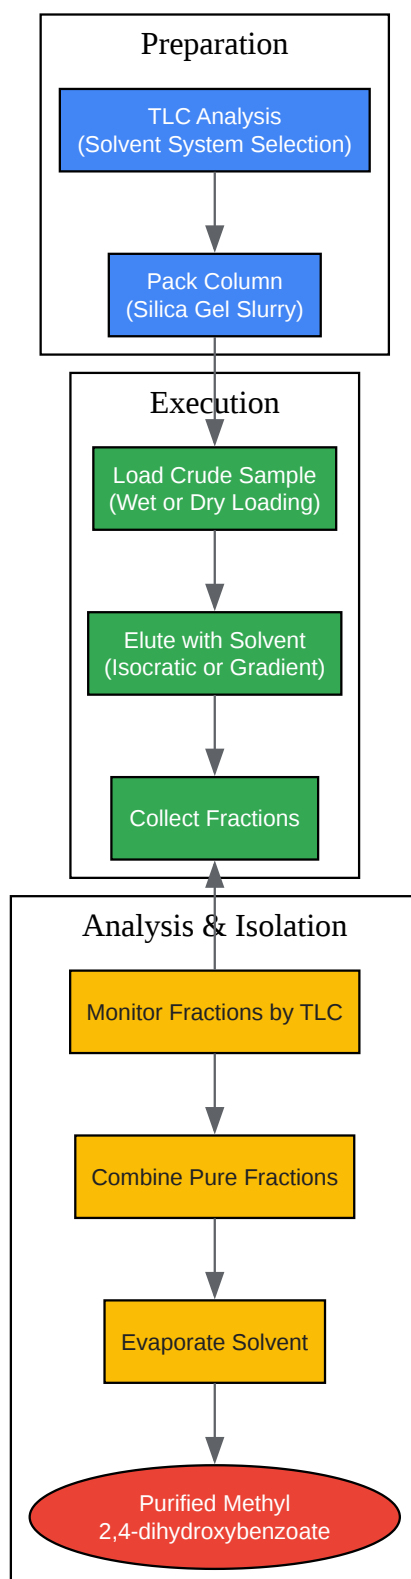 Preparation
TLC Analysis
(Solvent System Selection)
Pack Column
(Silica Gel Slurry)
Execution
Load Crude Sample
(Wet or Dry Loading)
Elute with Solvent
(Isocratic or Gradient)
Collect Fractions
Analysis & Isolation
Monitor Fractions by TLC
Combine Pure Fractions
Evaporate Solvent
Purified Methyl
2,4-dihydroxybenzoate